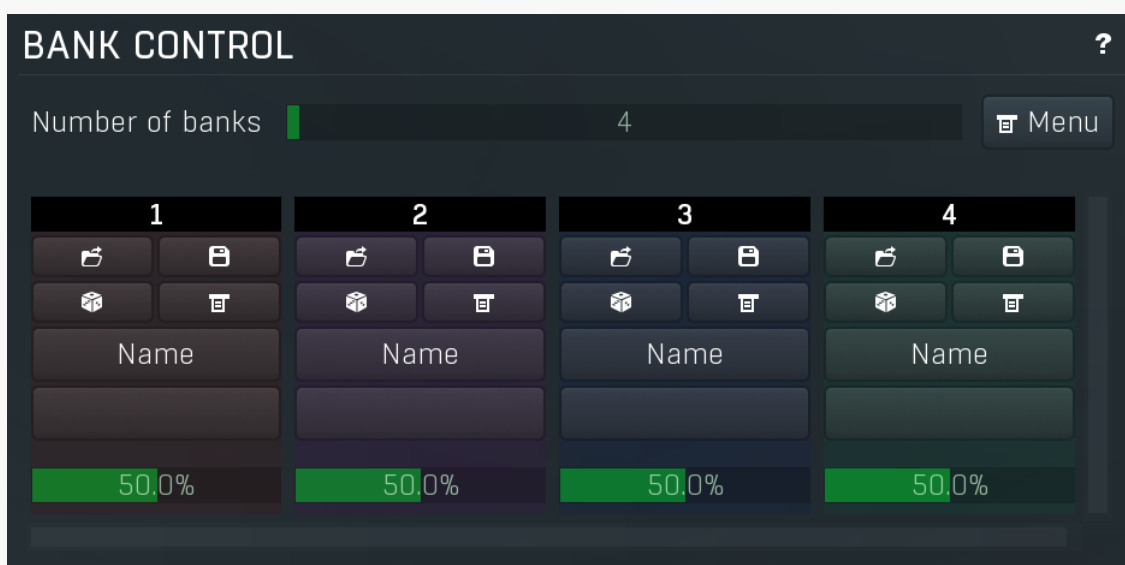 BANK CONTROL ?
Number of banks 4 Menu
1 2 3 4
Name Name Name Name
50.0% 50.0% 50.0% 50.0%